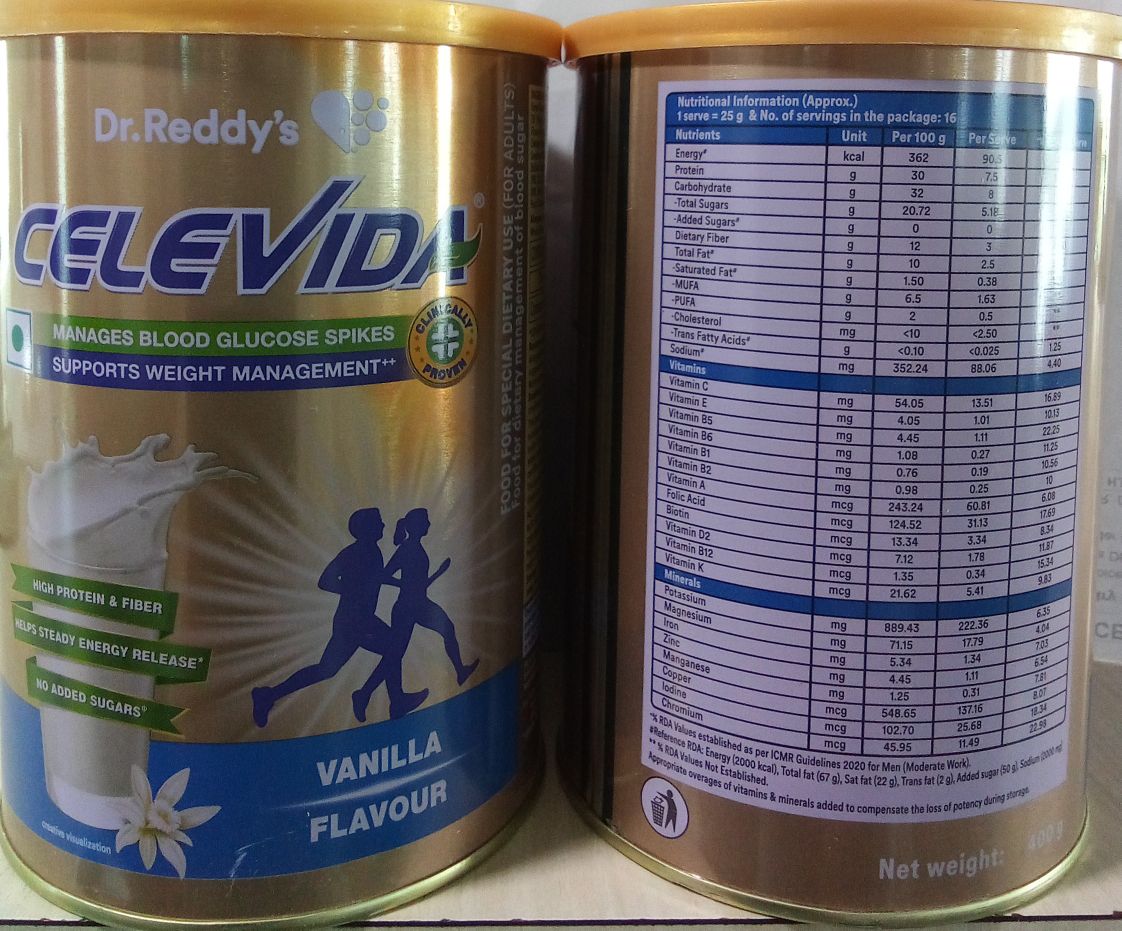 Dr.Reddy's
CELEVIDA®
MANAGES BLOOD GLUCOSE SPIKES
SUPPORTS WEIGHT MANAGEMENT++
CLINICALLY
PROVEN
FOOD FOR SPECIAL DIETARY USE (FOR ADULTS)
Food for dietary management of blood sugar
HIGH PROTEIN & FIBER
HELPS STEADY ENERGY RELEASE*
NO ADDED SUGARS
VANILLA
FLAVOUR
creative visualization
Nutritional Information (Approx.)
1 serve = 25 g & No. of servings in the package: 16
Nutrients Unit Per 100 g Per Serve
Energy# kcal 362 90.5
Protein g 30 7.5
Carbohydrate g 32 8
-Total Sugars g 20.72 5.18
-Added Sugars# g 0 0
Dietary Fiber g 12 3
Total Fat# g 10 2.5
-Saturated Fat# g 1.50 0.38
-MUFA g 6.5 1.63
-PUFA g 2 0.5 **
-Cholesterol mg <10 <2.50 **
-Trans Fatty Acids# g <0.10 <0.025 1.25
Sodium# mg 352.24 88.06 4.40
Vitamins
Vitamin C mg 54.05 13.51 16.89
Vitamin E mg 4.05 1.01 10.13
Vitamin B5 mg 4.45 1.11 22.25
Vitamin B6 mg 1.08 0.27 11.25
Vitamin B1 mg 0.76 0.19 10.56
Vitamin B2 mg 0.98 0.25 10
Vitamin A mcg 243.24 60.81 6.08
Folic Acid mcg 124.52 31.13 17.69
Biotin mcg 13.34 3.34 8.34
Vitamin D2 mcg 7.12 1.78 11.87
Vitamin B12 mcg 1.35 0.34 15.34
Vitamin K mcg 21.62 5.41 9.83
Minerals
Potassium mg 889.43 222.36 6.35
Magnesium mg 71.15 17.79 4.04
Iron mg 5.34 1.34 7.03
Zinc mg 4.45 1.11 6.54
Manganese mg 1.25 0.31 7.81
Copper mcg 548.65 137.16 8.07
Iodine mcg 102.70 25.68 18.34
Chromium mcg 45.95 11.49 22.98
~% RDA Values established as per ICMR Guidelines 2020 for Men (Moderate Work).
#Reference RDA: Energy (2000 kcal), Total fat (67 g), Sat fat (22 g), Trans fat (2 g), Added sugar (50 g), Sodium (2000 mg)
** % RDA Values Not Established.
Appropriate overages of vitamins & minerals added to compensate the loss of potency during storage.
Net weight: 400 g